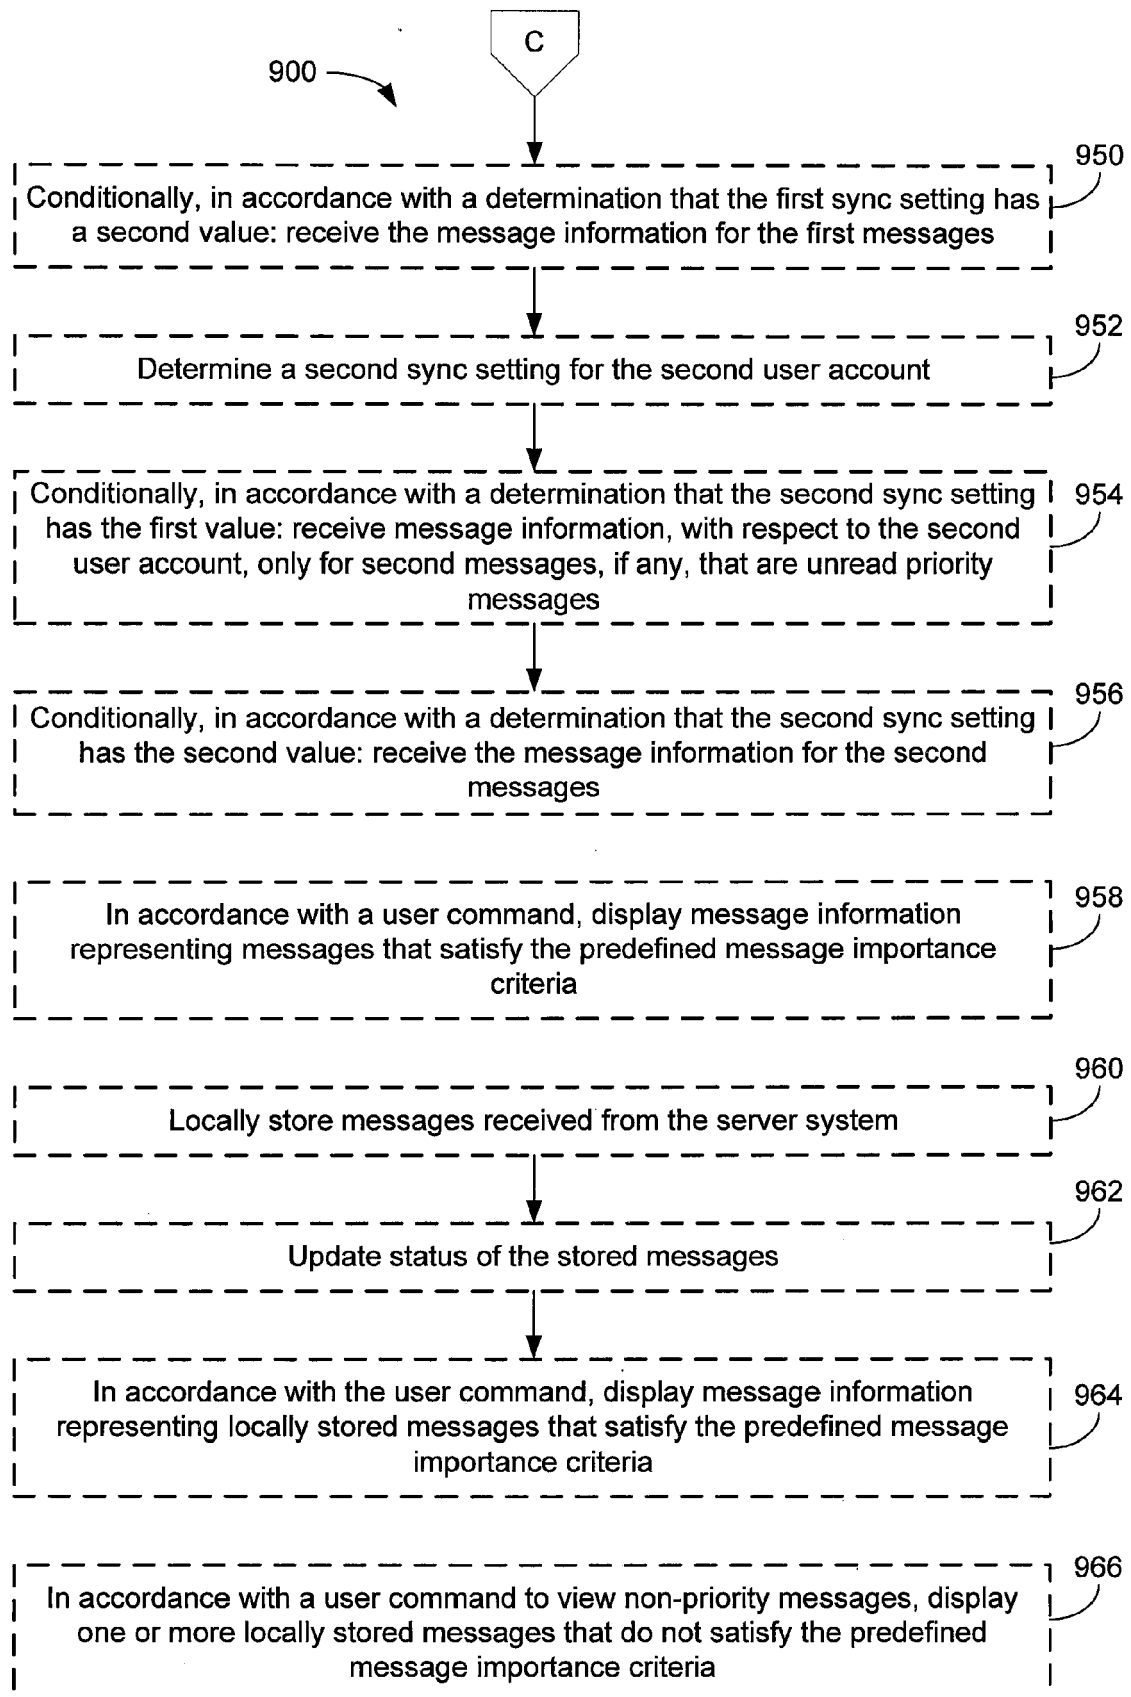 C
900
950
Conditionally, in accordance with a determination that the first sync setting has
a second value: receive the message information for the first messages
952
Determine a second sync setting for the second user account
954
Conditionally, in accordance with a determination that the second sync setting
has the first value: receive message information, with respect to the second
user account, only for second messages, if any, that are unread priority
messages
956
Conditionally, in accordance with a determination that the second sync setting
has the second value: receive the message information for the second
messages
958
In accordance with a user command, display message information
representing messages that satisfy the predefined message importance
criteria
960
Locally store messages received from the server system
962
Update status of the stored messages
964
In accordance with the user command, display message information
representing locally stored messages that satisfy the predefined message
importance criteria
966
In accordance with a user command to view non-priority messages, display
one or more locally stored messages that do not satisfy the predefined
message importance criteria